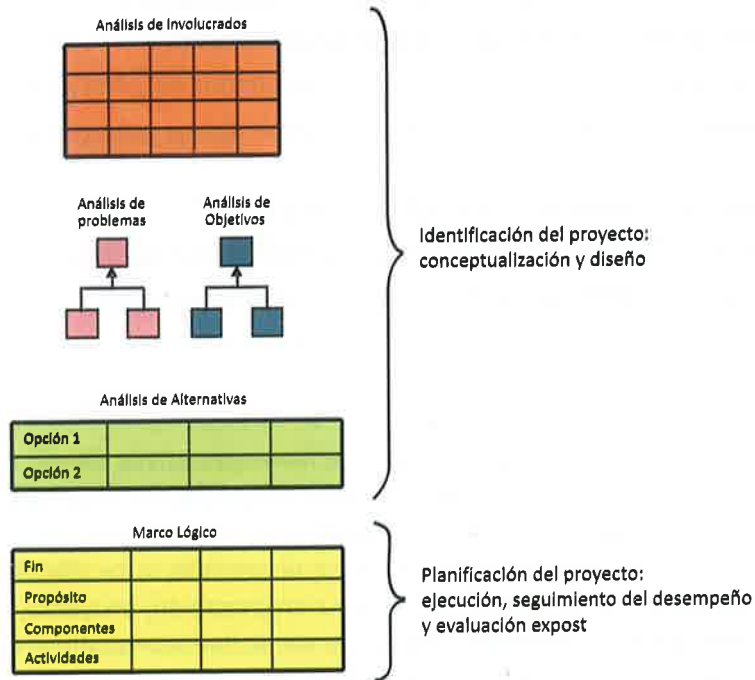 Análisis de Involucrados
Análisis de
problemas
Análisis de
Objetivos
Identificación del proyecto:
conceptualización y diseño
Análisis de Alternativas
Opción 1
Opción 2
Marco Lógico
Fin
Propósito
Componentes
Actividades
Planificación del proyecto:
ejecución, seguimiento del desempeño
y evaluación expost